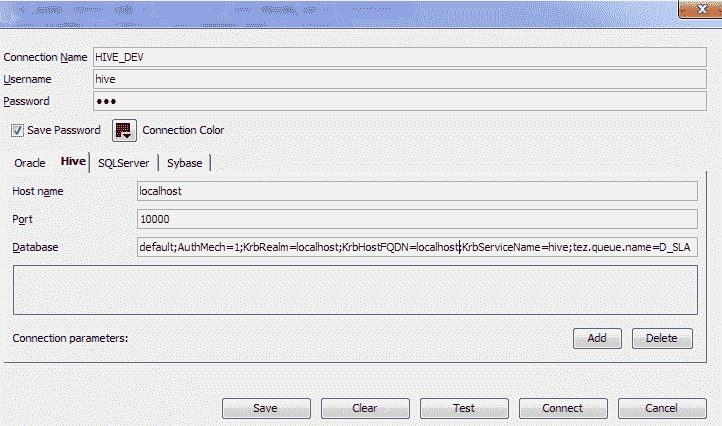 Connection Name HIVE_DEV
Username hive
Password •••
Save Password Connection Color
Oracle Hive SQLServer Sybase
Host name localhost
Port 10000
Database default;AuthMech=1;KrbRealm=localhost;KrbHostFQDN=localhost;KrbServiceName=hive;tez.queue.name=D_SLA
Connection parameters: Add Delete
Save Clear Test Connect Cancel